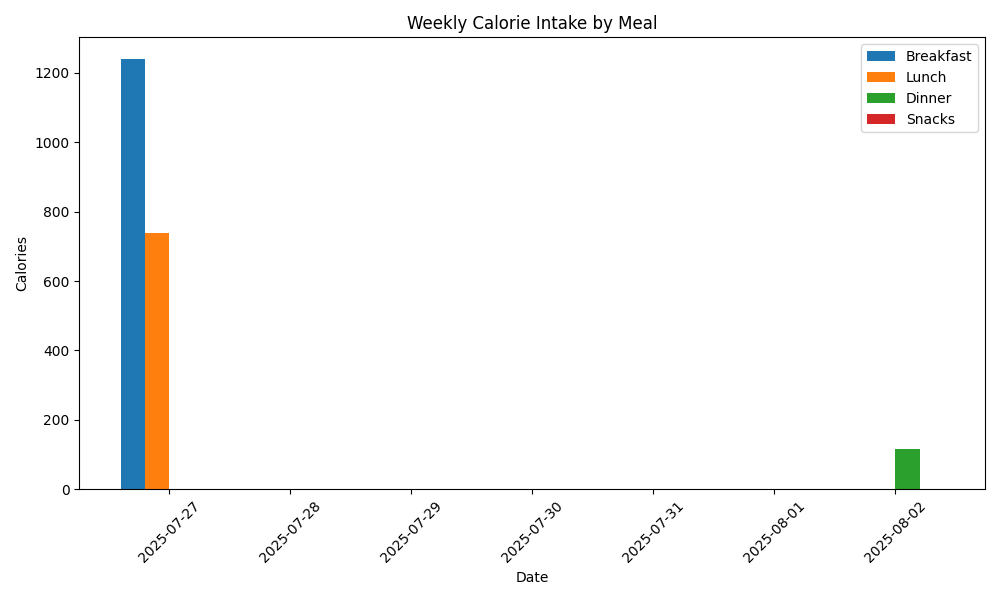 Weekly Calorie Intake by Meal
Breakfast
Lunch
Dinner
Snacks
Calories
1200
1000
800
600
400
200
0
2025-07-27
2025-07-28
2025-07-29
2025-07-30
2025-07-31
2025-08-01
2025-08-02
Date